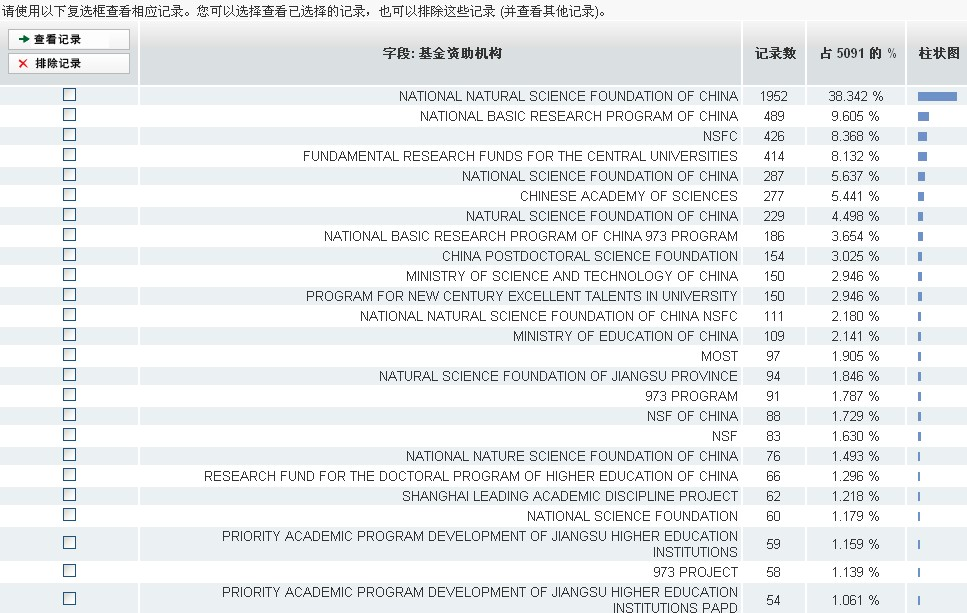 请使用以下复选框查看相应记录。您可以选择查看已选择的记录，也可以排除这些记录 (并查看其他记录)。
查看记录
排除记录
字段: 基金资助机构 记录数 占 5091 的 % 柱状图
NATIONAL NATURAL SCIENCE FOUNDATION OF CHINA 1952 38.342 %
NATIONAL BASIC RESEARCH PROGRAM OF CHINA 489 9.605 %
NSFC 426 8.368 %
FUNDAMENTAL RESEARCH FUNDS FOR THE CENTRAL UNIVERSITIES 414 8.132 %
NATIONAL SCIENCE FOUNDATION OF CHINA 287 5.637 %
CHINESE ACADEMY OF SCIENCES 277 5.441 %
NATURAL SCIENCE FOUNDATION OF CHINA 229 4.498 %
NATIONAL BASIC RESEARCH PROGRAM OF CHINA 973 PROGRAM 186 3.654 %
CHINA POSTDOCTORAL SCIENCE FOUNDATION 154 3.025 %
MINISTRY OF SCIENCE AND TECHNOLOGY OF CHINA 150 2.946 %
PROGRAM FOR NEW CENTURY EXCELLENT TALENTS IN UNIVERSITY 150 2.946 %
NATIONAL NATURAL SCIENCE FOUNDATION OF CHINA NSFC 111 2.180 %
MINISTRY OF EDUCATION OF CHINA 109 2.141 %
MOST 97 1.905 %
NATURAL SCIENCE FOUNDATION OF JIANGSU PROVINCE 94 1.846 %
973 PROGRAM 91 1.787 %
NSF OF CHINA 88 1.729 %
NSF 83 1.630 %
NATIONAL NATURE SCIENCE FOUNDATION OF CHINA 76 1.493 %
RESEARCH FUND FOR THE DOCTORAL PROGRAM OF HIGHER EDUCATION OF CHINA 66 1.296 %
SHANGHAI LEADING ACADEMIC DISCIPLINE PROJECT 62 1.218 %
NATIONAL SCIENCE FOUNDATION 60 1.179 %
PRIORITY ACADEMIC PROGRAM DEVELOPMENT OF JIANGSU HIGHER EDUCATION
INSTITUTIONS 59 1.159 %
973 PROJECT 58 1.139 %
PRIORITY ACADEMIC PROGRAM DEVELOPMENT OF JIANGSU HIGHER EDUCATION
INSTITUTIONS PAPD 54 1.061 %